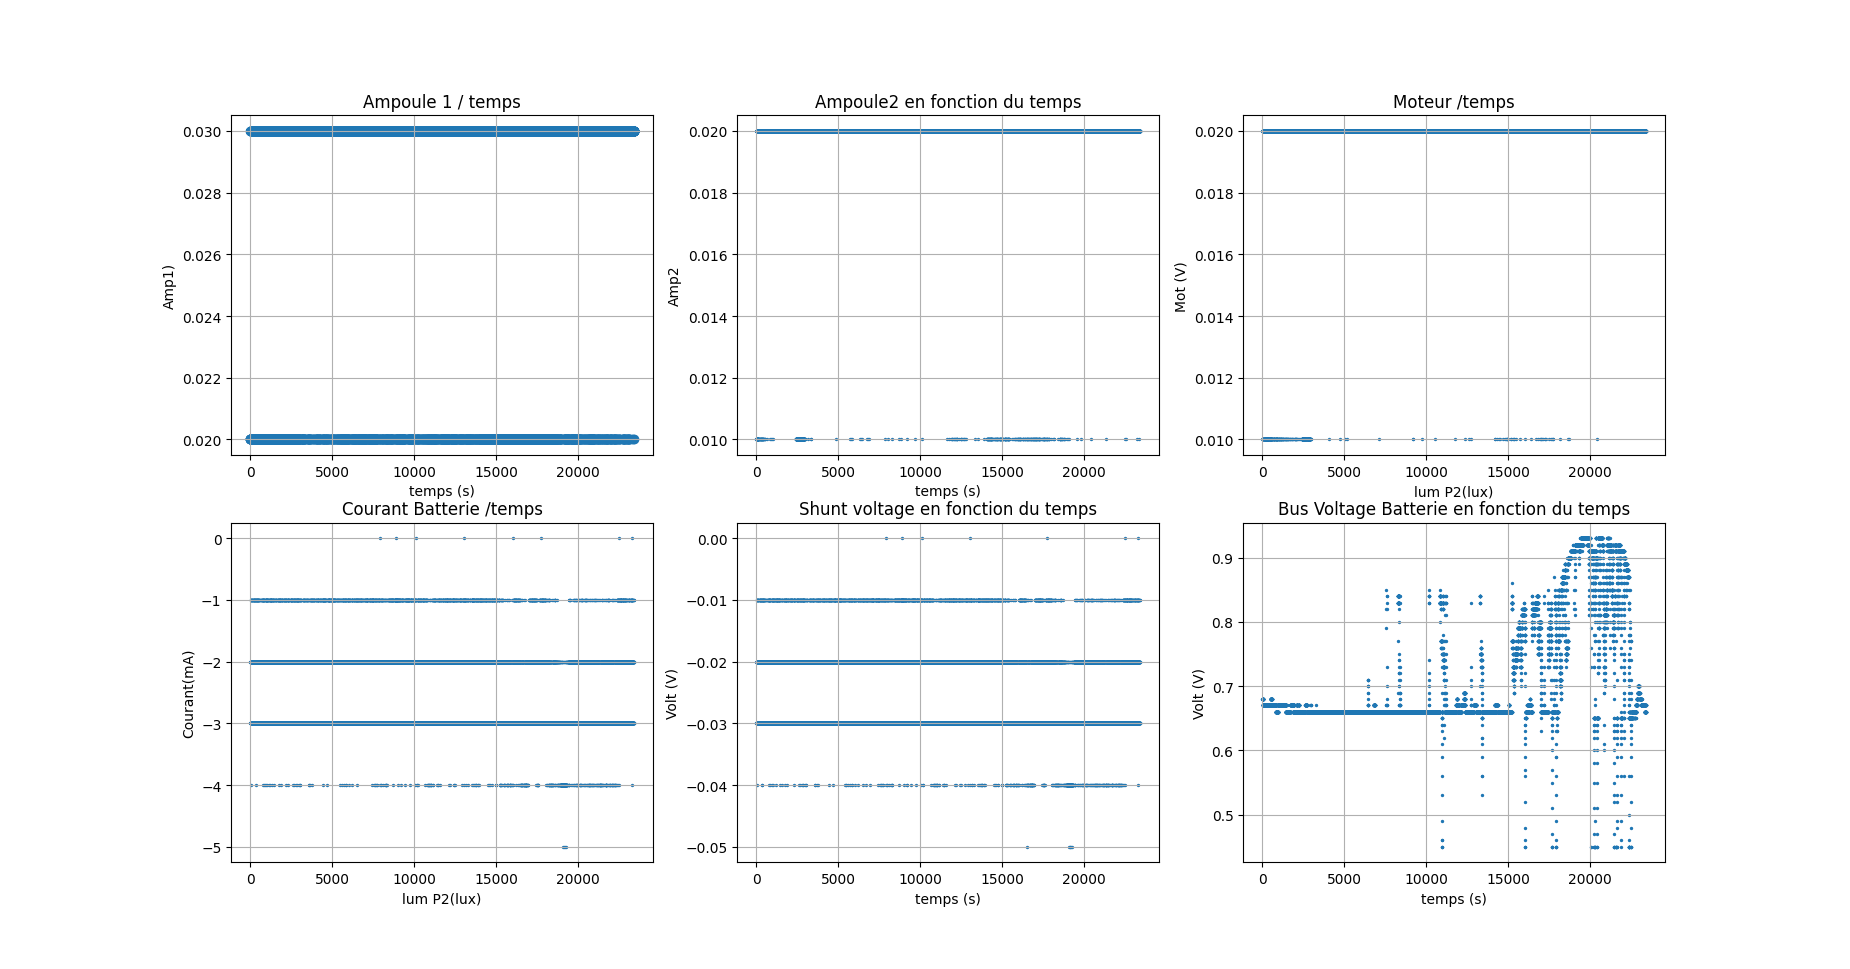 Ampoule 1 / temps
Amp1)
0.030
0.028
0.026
0.024
0.022
0.020
0 5000 10000 15000 20000
temps (s)
Ampoule2 en fonction du temps
Amp2
0.020
0.018
0.016
0.014
0.012
0.010
0 5000 10000 15000 20000
temps (s)
Moteur /temps
Mot (V)
0.020
0.018
0.016
0.014
0.012
0.010
0 5000 10000 15000 20000
lum P2(lux)
Courant Batterie /temps
Courant(mA)
0
−1
−2
−3
−4
−5
0 5000 10000 15000 20000
lum P2(lux)
Shunt voltage en fonction du temps
Volt (V)
0.00
−0.01
−0.02
−0.03
−0.04
−0.05
0 5000 10000 15000 20000
temps (s)
Bus Voltage Batterie en fonction du temps
Volt (V)
0.9
0.8
0.7
0.6
0.5
0 5000 10000 15000 20000
temps (s)